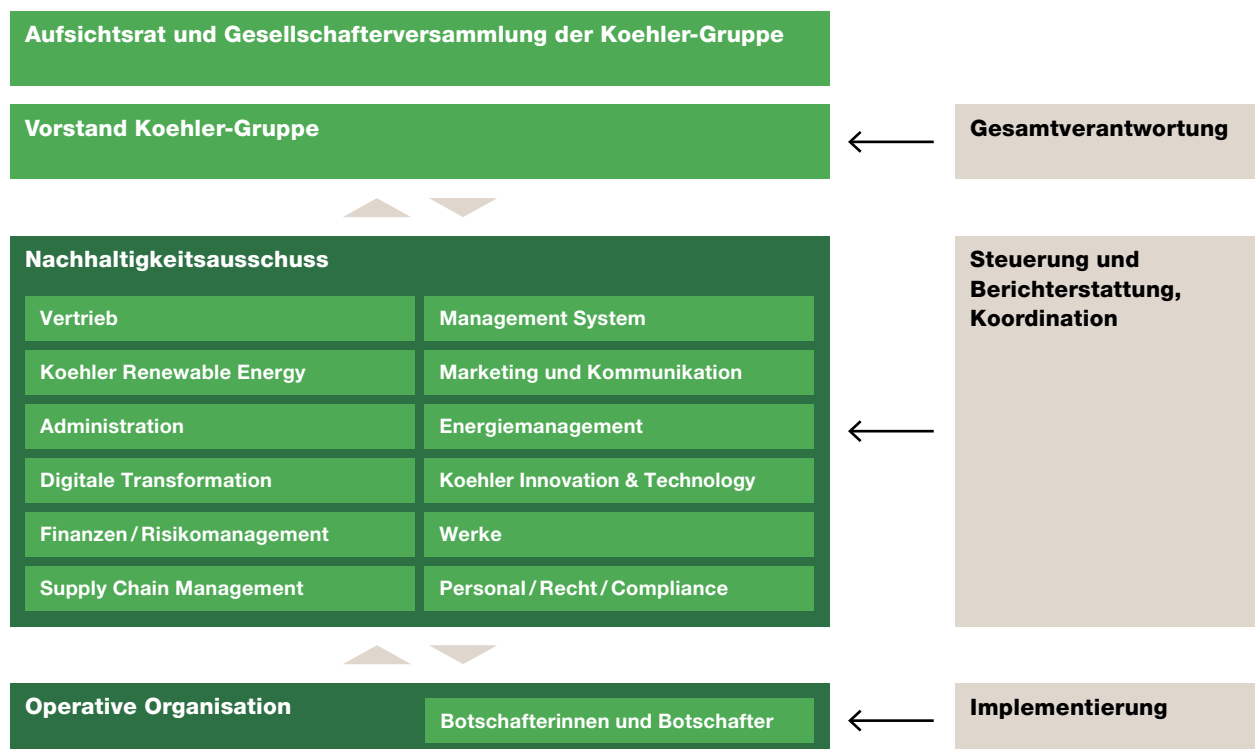 Aufsichtsrat und Gesellschafterversammlung der Koehler-Gruppe
Vorstand Koehler-Gruppe
Gesamtverantwortung
Nachhaltigkeitsausschuss
Vertrieb
Management System
Koehler Renewable Energy
Marketing und Kommunikation
Administration
Energiemanagement
Digitale Transformation
Koehler Innovation & Technology
Finanzen / Risikomanagement
Werke
Supply Chain Management
Personal / Recht / Compliance
Steuerung und
Berichterstattung,
Koordination
Operative Organisation
Botschafterinnen und Botschafter
Implementierung